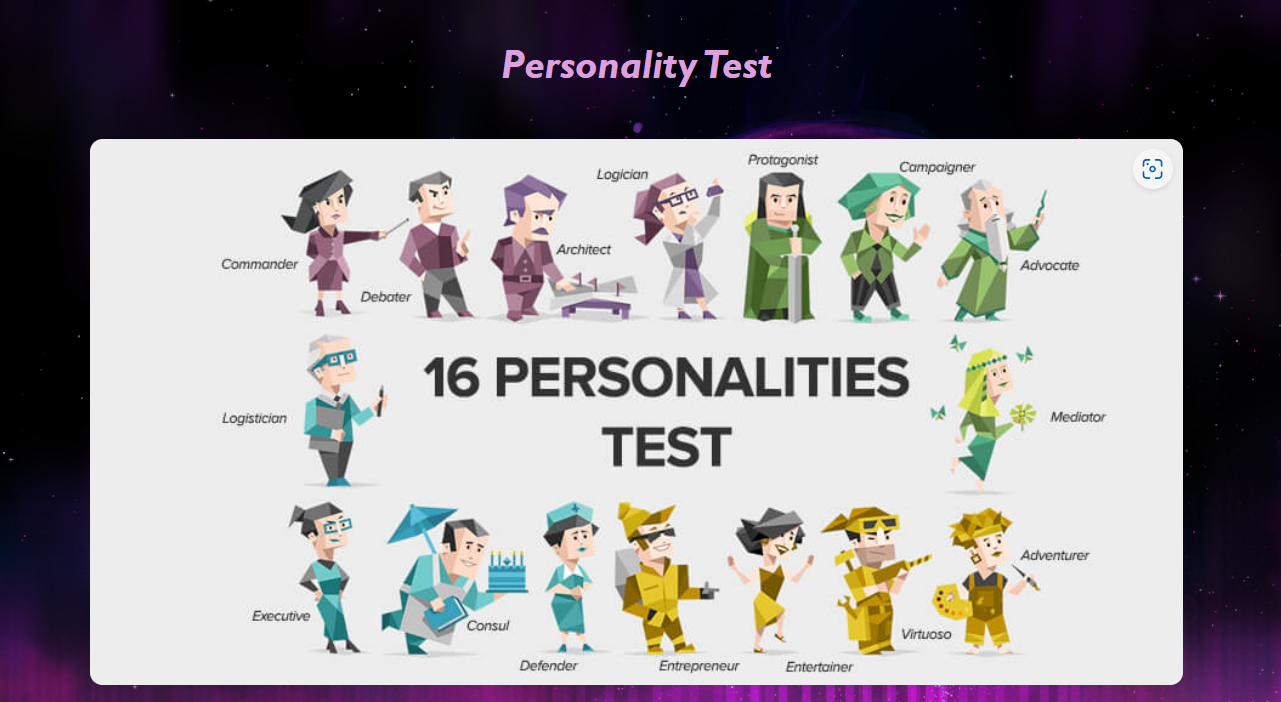 Personality Test
Protagonist
Logician
Campaigner
Architect
Commander
Advocate
Debater
16 PERSONALITIES
TEST
Logistician
Mediator
Adventurer
Executive
Consul
Virtuoso
Defender
Entrepreneur
Entertainer